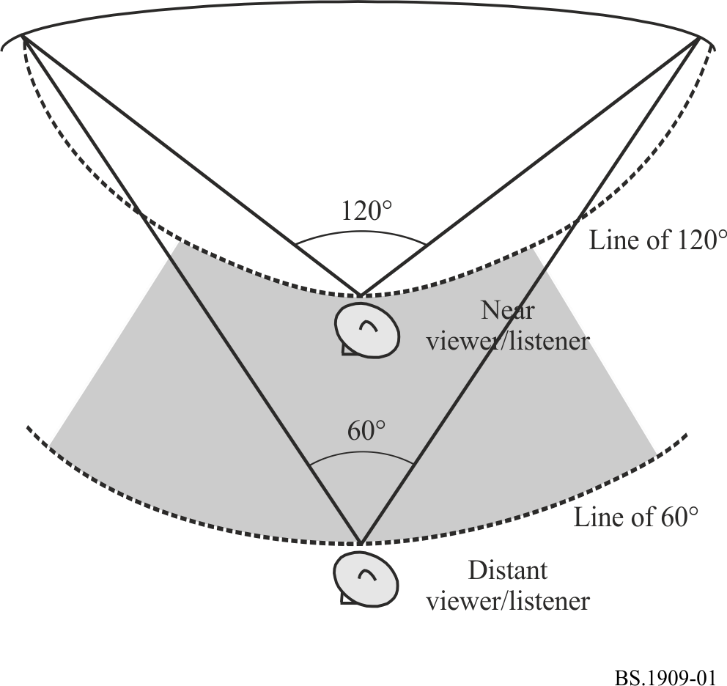 120°
Line of 120°
Near
viewer/listener
60°
Line of 60°
Distant
viewer/listener
BS.1909-01